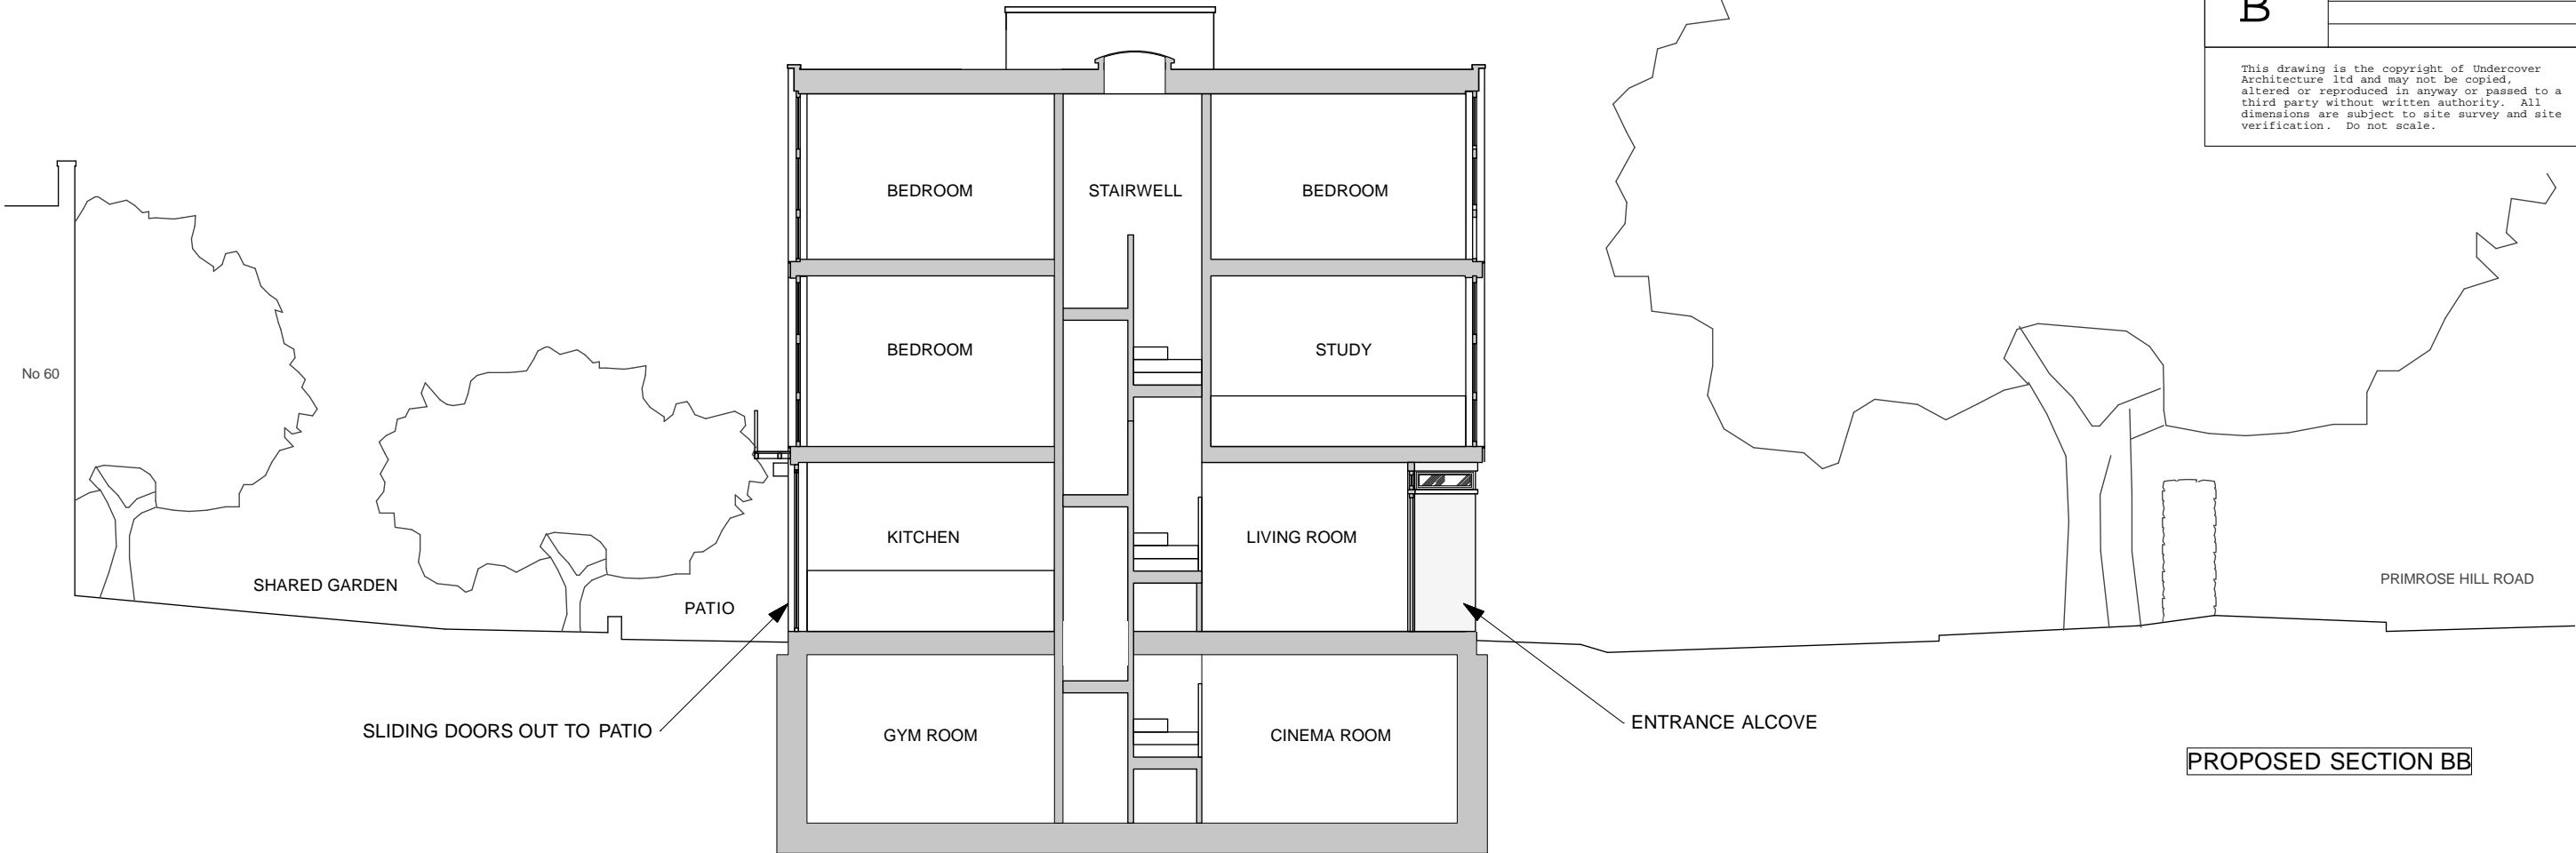 B
This drawing is the copyright of Undercover
Architecture ltd and may not be copied,
altered or reproduced in anyway or passed to a
third party without written authority. All
dimensions are subject to site survey and site
verification. Do not scale.
BEDROOM
STAIRWELL
BEDROOM
No 60
BEDROOM
STUDY
KITCHEN
LIVING ROOM
SHARED GARDEN
PATIO
PRIMROSE HILL ROAD
SLIDING DOORS OUT TO PATIO
GYM ROOM
CINEMA ROOM
ENTRANCE ALCOVE
PROPOSED SECTION BB